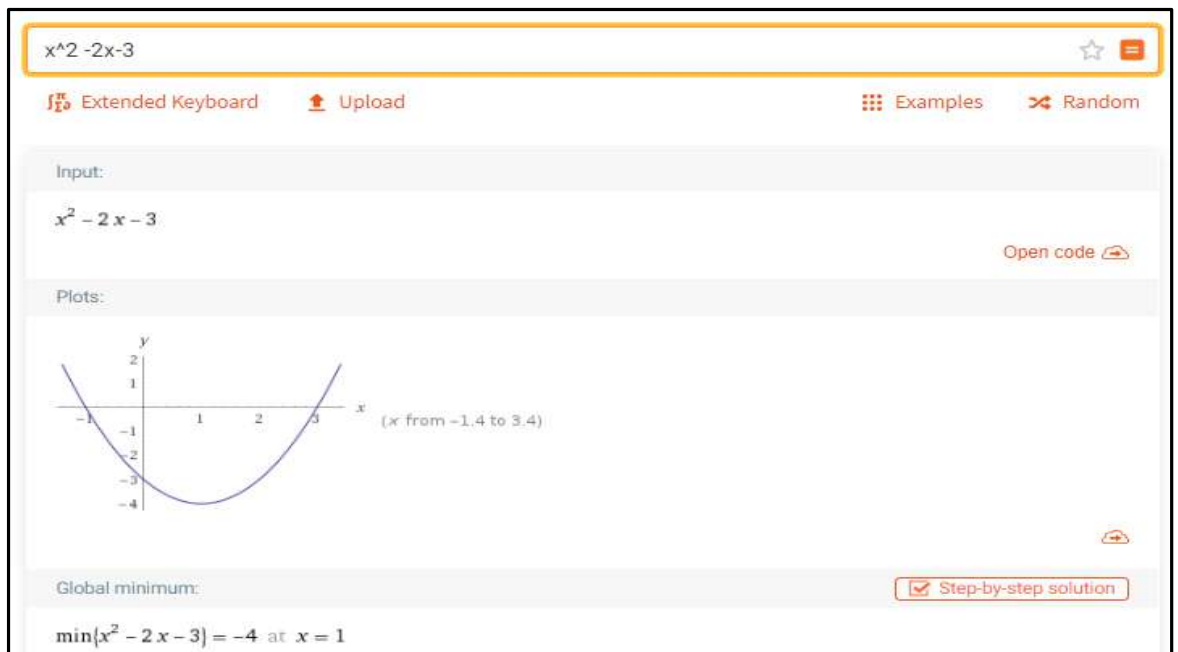 x^2 -2x-3
Extended Keyboard Upload Examples Random
Input:
x² – 2 x – 3
Open code
Plots:
y
2
1
-1 1 2 3 x
(x from –1.4 to 3.4)
-1
-2
-3
-4
Global minimum: Step-by-step solution
min{x² – 2 x – 3} = –4 at x = 1